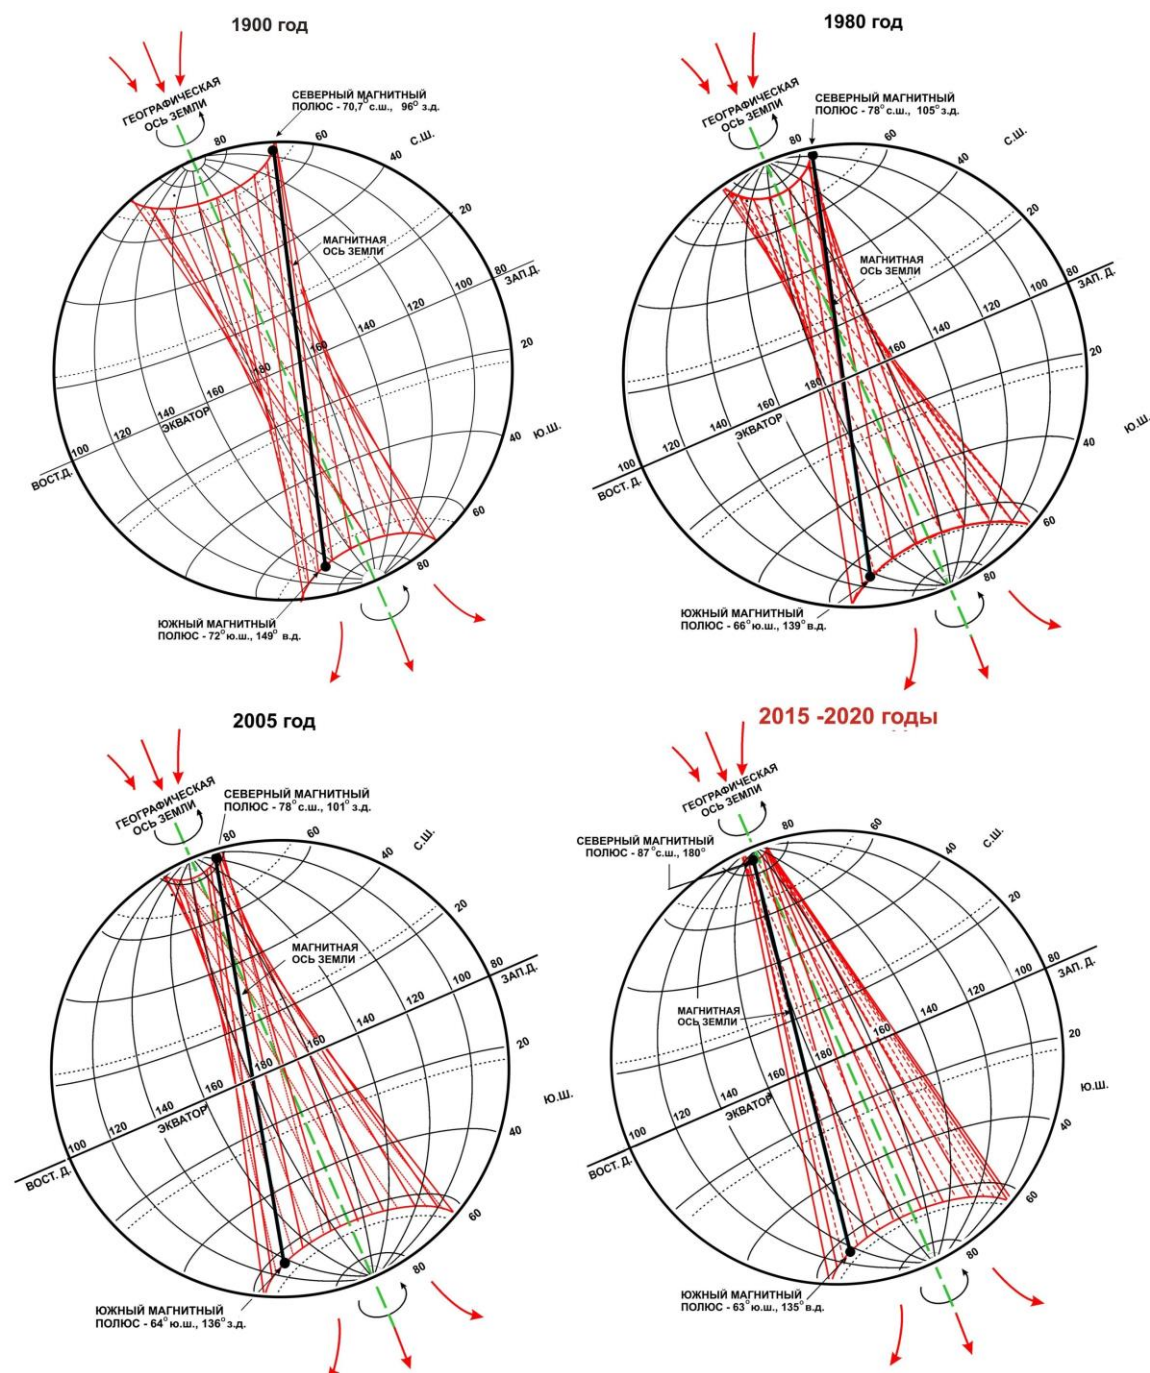 1900 год
ГЕОГРАФИЧЕСКАЯ
ОСЬ ЗЕМЛИ
СЕВЕРНЫЙ МАГНИТНЫЙ
ПОЛЮС - 70,7° с.ш., 96° з.д.
80
60
С.Ш.
40
20
МАГНИТНАЯ
ОСЬ ЗЕМЛИ
80
ЗАП.Д.
100
120
140
160
180
160
140
120
100
ЭКВАТОР
ВОСТ.Д.
20
40
Ю.Ш.
60
80
ЮЖНЫЙ МАГНИТНЫЙ
ПОЛЮС - 72° ю.ш., 149° в.д.
1980 год
ГЕОГРАФИЧЕСКАЯ
ОСЬ ЗЕМЛИ
СЕВЕРНЫЙ МАГНИТНЫЙ
ПОЛЮС - 78° с.ш., 105° з.д.
80
60
С.Ш.
40
20
МАГНИТНАЯ
ОСЬ ЗЕМЛИ
80
ЗАП. Д.
100
120
140
160
180
160
140
120
100
ЭКВАТОР
ВОСТ. Д.
20
40
Ю.Ш.
60
80
ЮЖНЫЙ МАГНИТНЫЙ
ПОЛЮС - 66° ю.ш., 139° в.д.
2005 год
ГЕОГРАФИЧЕСКАЯ
ОСЬ ЗЕМЛИ
СЕВЕРНЫЙ МАГНИТНЫЙ
ПОЛЮС - 78° с.ш., 101° з.д.
80
60
С.Ш.
40
20
МАГНИТНАЯ
ОСЬ ЗЕМЛИ
80
ЗАП.Д.
100
120
140
160
180
160
140
120
100
ЭКВАТОР
ВОСТ. Д.
20
Ю.Ш.
40
60
80
ЮЖНЫЙ МАГНИТНЫЙ
ПОЛЮС - 64° ю.ш., 136° з.д.
2015 -2020 годы
ГЕОГРАФИЧЕСКАЯ
ОСЬ ЗЕМЛИ
СЕВЕРНЫЙ МАГНИТНЫЙ
ПОЛЮС - 87° с.ш., 180°
80
60
С.Ш.
40
20
МАГНИТНАЯ
ОСЬ ЗЕМЛИ
80
ЗАП.Д.
100
120
140
160
180
160
140
120
100
ЭКВАТОР
ВОСТ. Д.
20
Ю.Ш.
40
60
80
ЮЖНЫЙ МАГНИТНЫЙ
ПОЛЮС - 63° ю.ш., 135° в.д.